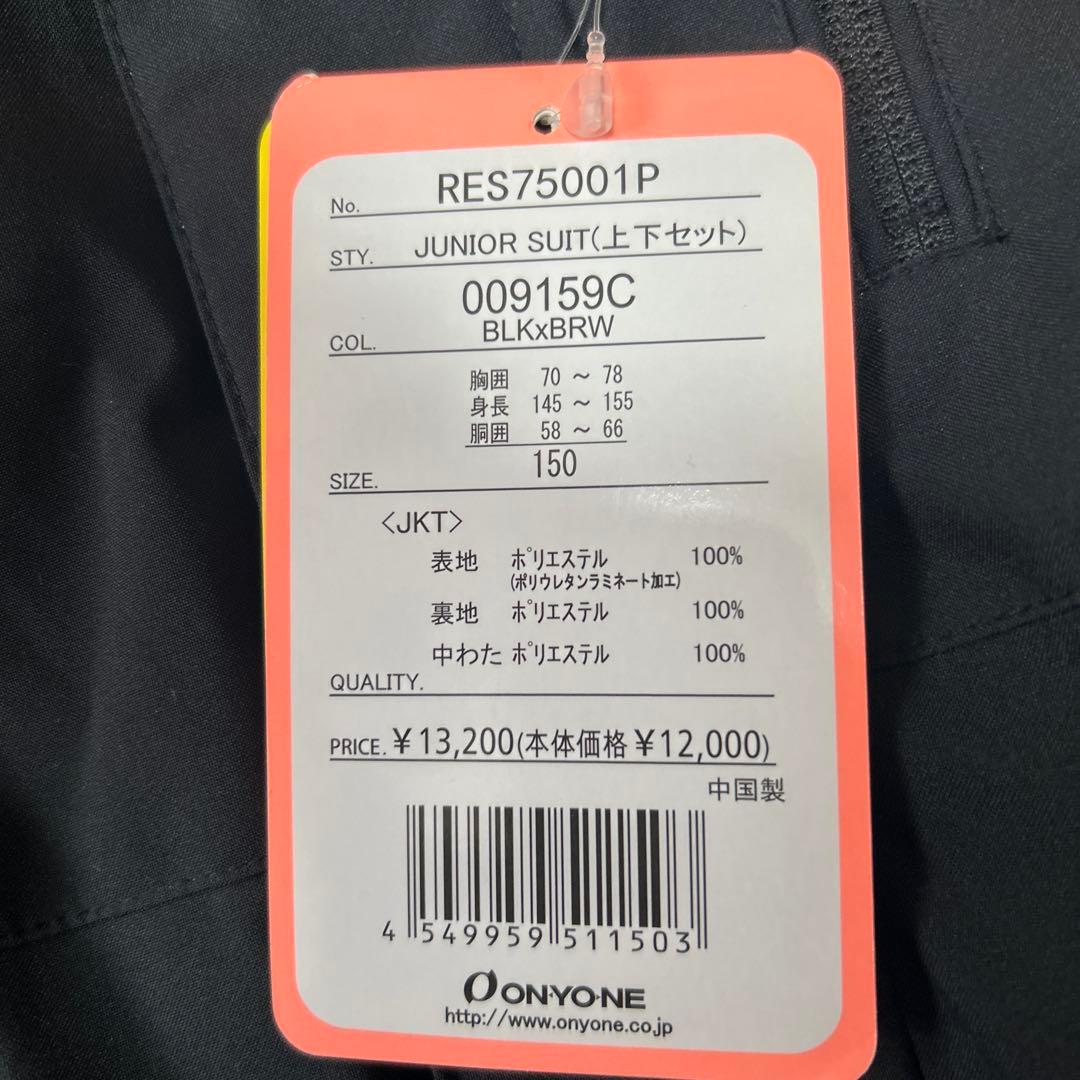 No. RES75001P
STY. JUNIOR SUIT(上下セット)
009159C
COL. BLKxBRW
胸囲 70 ～ 78
身長 145 ～ 155
胴囲 58 ～ 66
SIZE. 150
〈JKT〉
表地 ﾎﾟﾘｴｽﾃﾙ 100%
(ﾎﾟﾘｳﾚﾀﾝﾗﾐﾈｰﾄ加工)
裏地 ﾎﾟﾘｴｽﾃﾙ 100%
中わた ﾎﾟﾘｴｽﾃﾙ 100%
QUALITY.
PRICE. ¥13,200(本体価格¥12,000)
中国製
4 549959 511503
ON·YO·NE
http://www.onyone.co.jp